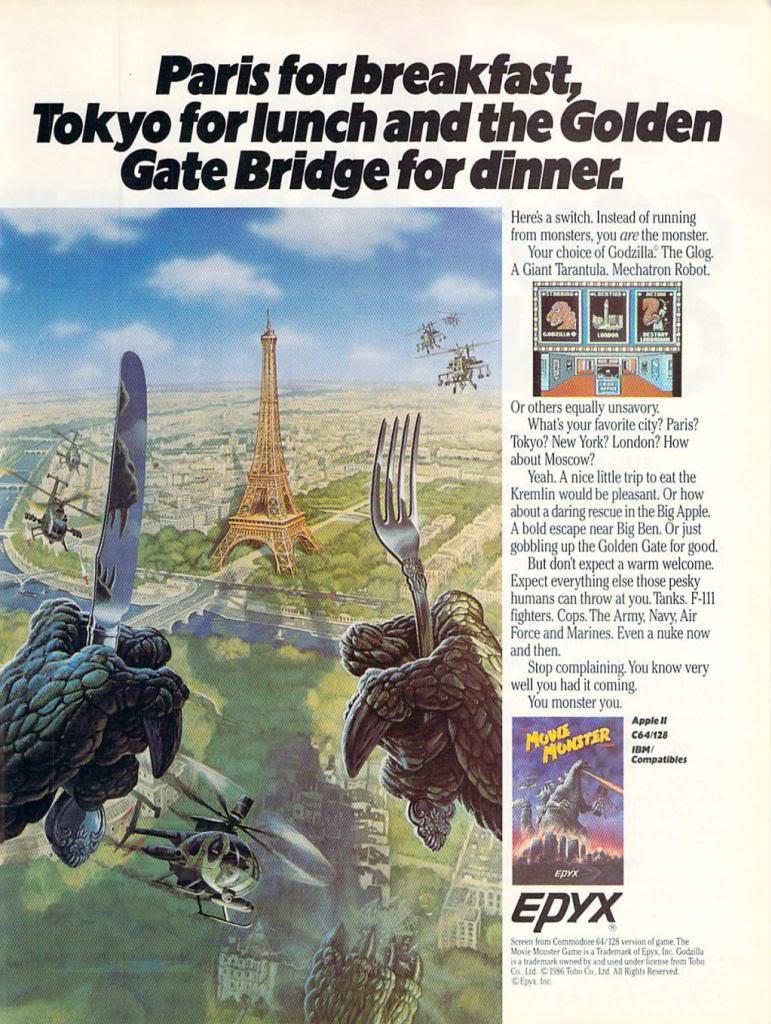 Paris for breakfast,
Tokyo for lunch and the Golden
Gate Bridge for dinner.
Here's a switch. Instead of running
from monsters, you are the monster.
Your choice of Godzilla.© The Glog.
A Giant Tarantula. Mechatron Robot.
STARRING
GODZILLA
LOCATION
LONDON
ACTION
DESTROY
LANDMARK
Or others equally unsavory.
What's your favorite city? Paris?
Tokyo? New York? London? How
about Moscow?
Yeah. A nice little trip to eat the
Kremlin would be pleasant. Or how
about a daring rescue in the Big Apple.
A bold escape near Big Ben. Or just
gobbling up the Golden Gate for good.
But don't expect a warm welcome.
Expect everything else those pesky
humans can throw at you. Tanks. F-111
fighters. Cops. The Army, Navy, Air
Force and Marines. Even a nuke now
and then.
Stop complaining. You know very
well you had it coming.
You monster you.
MOVIE
MONSTER
EPYX
Apple II
C64/128
IBM/
Compatibles
EPYX®
Screen from Commodore 64/128 version of game. The
Movie Monster Game is a Trademark of Epyx, Inc. Godzilla
is a trademark owned by and used under license from Toho
Co., Ltd. © 1986 Toho Co., Ltd. All Rights Reserved.
© Epyx, Inc.